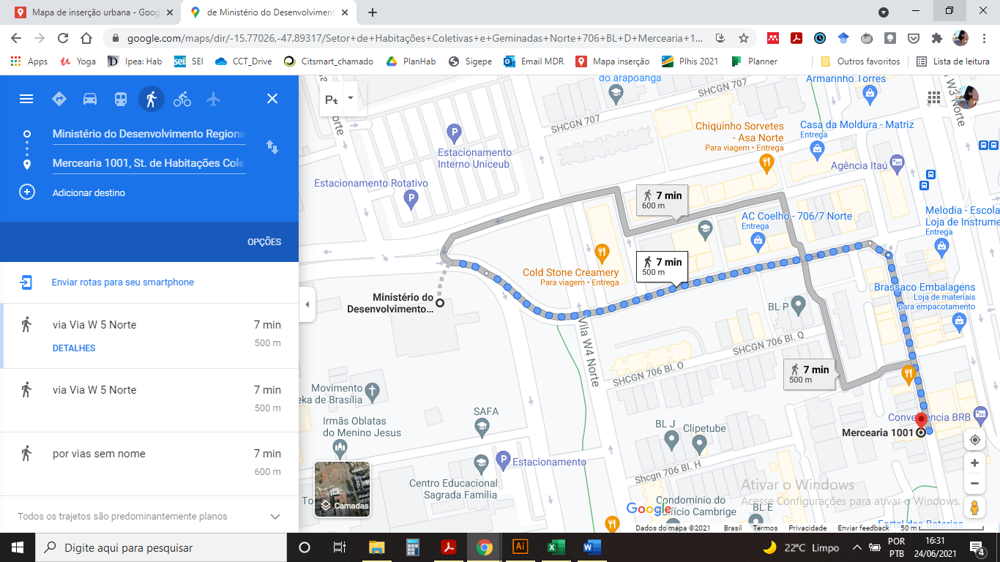 Mapa de inserção urbana - Goog
de Ministério do Desenvolviment
google.com/maps/dir/-15.77026,-47.89317/Setor+de+Habitações+Coletivas+e+Geminadas+Norte+706+BL+D+Mercearia+1...
Apps
Yoga
Ipea: Hab
SEI
CCT_Drive
Citsmart_chamado
PlanHab
Sigepe
Email MDR
Mapa inserção
Plhis 2021
Planner
Outros favoritos
Lista de leitura
Ministério do Desenvolvimento Regiona
Mercearia 1001, St. de Habitações Cole
Adicionar destino
OPÇÕES
Enviar rotas para seu smartphone
via Via W 5 Norte
7 min
DETALHES
500 m
via Via W 5 Norte
7 min
500 m
por vias sem nome
7 min
600 m
Todos os trajetos são predominantemente planos
Pt
do arapoanga
SHCGN 707
Armarinho Torres
W3 Norte
Norte
SHCGN 707
Chiquinho Sorvetes
- Asa Norte
Para viagem • Entrega
Casa da Moldura - Matriz
Entrega
Estacionamento
Interno Uniceub
Agência Itaú
Estacionamento Rotativo
7 min
600 m
AC Coelho - 706/7 Norte
Entrega
Melodia - Escola
Loja de Instrume
Entrega
7 min
500 m
Cold Stone Creamery
Para viagem • Entrega
Brassaco Embalagens
Loja de materiais
para empacotamento
Ministério do
Desenvolvimento...
BL P
Vila W4 Norte
SHCGN 706 Bl. Q
SHCGN 706 Bl. O
7 min
500 m
Movimento
eka de Brasília
SAFA
Irmãs Oblatas
do Menino Jesus
BL J
Clipetube
Conveniência BRB
Mercearia 1001
Estacionamento
Shcgn 706 Bl. H
Centro Educacional
Sagrada Família
Camadas
Condomínio do
Edifício Cambrige
BL E
Portal das Baterias
Ativar o Windows
Acesse Configurações para ativar o Windows.
Google
Dados do mapa ©2021
Brasil
Termos
Privacidade
Enviar feedback
50 m
Digite aqui para pesquisar
22°C
Limpo
POR
PTB
16:31
24/06/2021
4